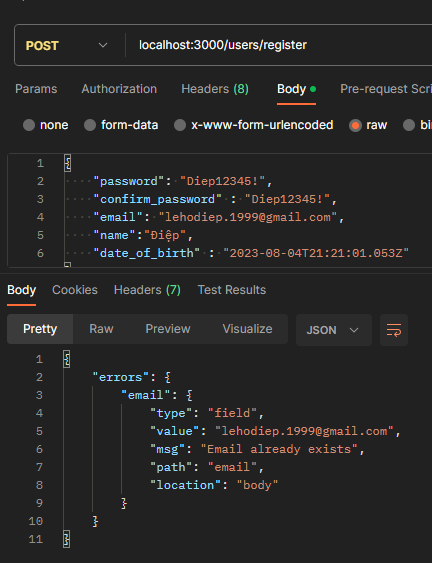 POST localhost:3000/users/register
Params Authorization Headers (8) Body Pre-request Scri
none form-data x-www-form-urlencoded raw bi
1 {
2 "password": "Diep12345!",
3 "confirm_password" : "Diep12345!",
4 "email": "lehodiep.1999@gmail.com",
5 "name":"Điệp",
6 "date_of_birth" : "2023-08-04T21:21:01.053Z"
Body Cookies Headers (7) Test Results
Pretty Raw Preview Visualize JSON
1 {
2 "errors": {
3 "email": {
4 "type": "field",
5 "value": "lehodiep.1999@gmail.com",
6 "msg": "Email already exists",
7 "path": "email",
8 "location": "body"
9 }
10 }
11 }